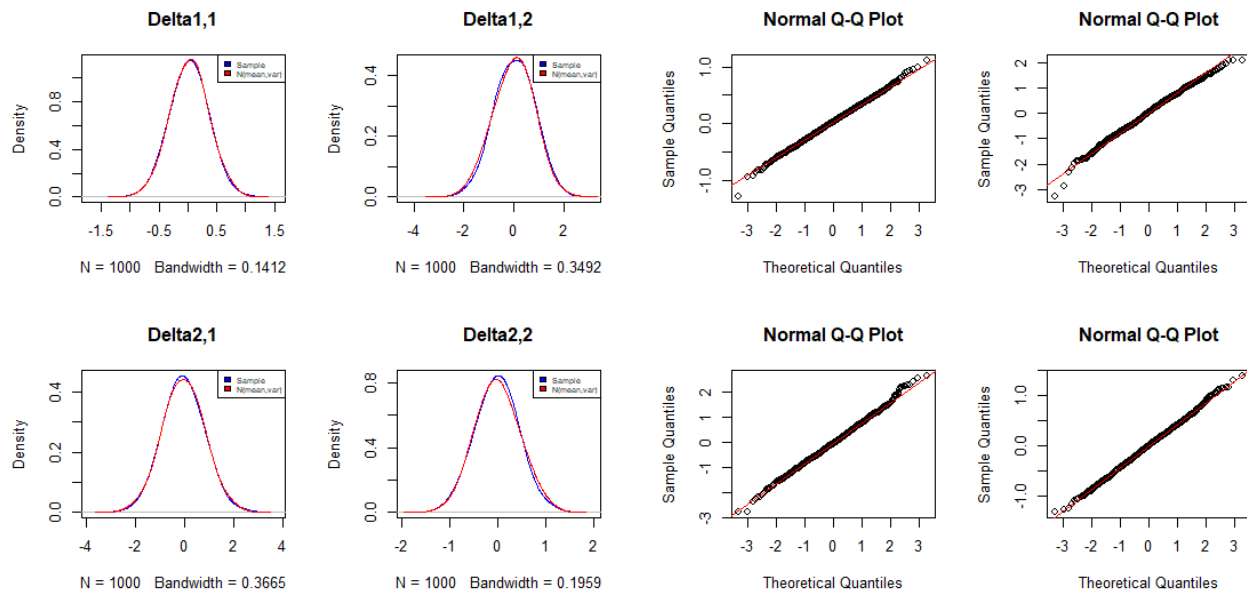 Delta1,1
Density
0.0 0.4 0.8
Sample
N(mean,var)
-1.5 -0.5 0.5 1.5
N = 1000 Bandwidth = 0.1412
Delta1,2
Density
0.0 0.2 0.4
Sample
N(mean,var)
-2 0 2
N = 1000 Bandwidth = 0.3492
Normal Q-Q Plot
Sample Quantiles
-1.0 0.0 1.0
-3 -2 -1 0 1 2 3
Theoretical Quantiles
Normal Q-Q Plot
Sample Quantiles
-3 -2 -1 0 1 2
-3 -2 -1 0 1 2 3
Theoretical Quantiles
Delta2,1
Density
0.0 0.2 0.4
Sample
N(mean,var)
-4 -2 0 2 4
N = 1000 Bandwidth = 0.3665
Delta2,2
Density
0.0 0.4 0.8
Sample
N(mean,var)
-2 -1 0 1 2
N = 1000 Bandwidth = 0.1959
Normal Q-Q Plot
Sample Quantiles
-3 -1 0 1 2
-3 -2 -1 0 1 2 3
Theoretical Quantiles
Normal Q-Q Plot
Sample Quantiles
-1.0 0.0 1.0
-3 -2 -1 0 1 2 3
Theoretical Quantiles